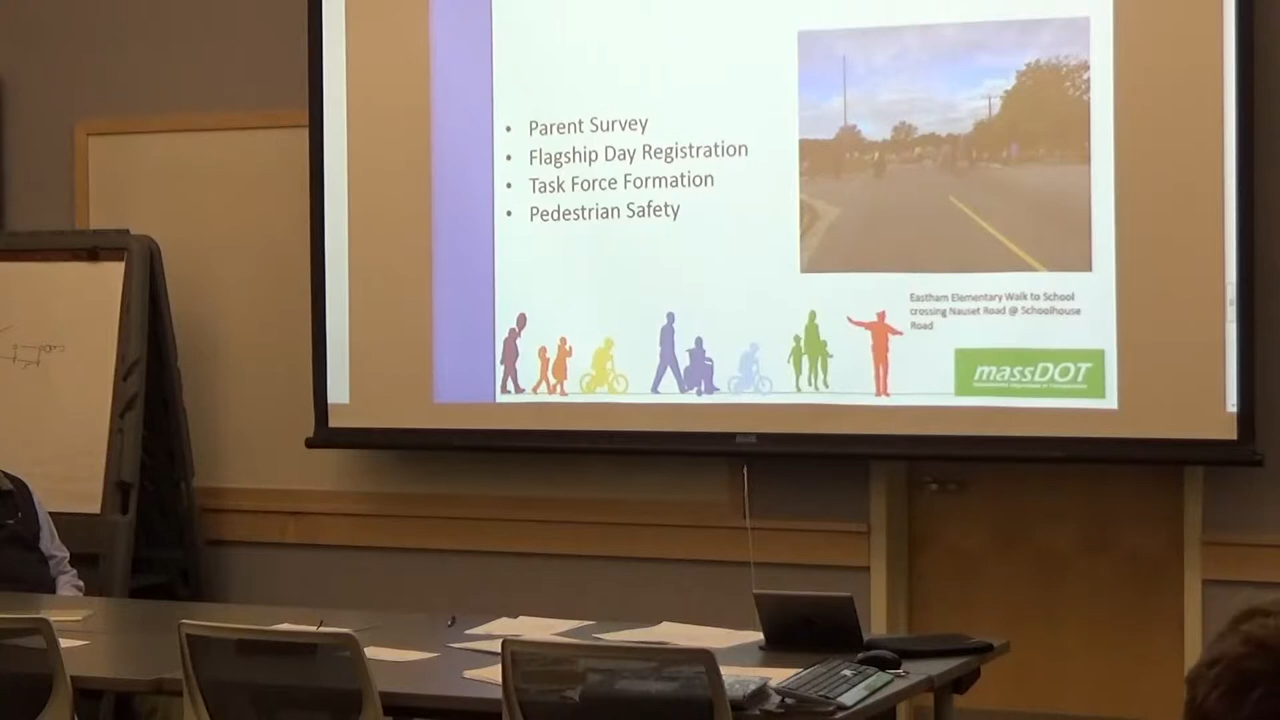 • Parent Survey
• Flagship Day Registration
• Task Force Formation
• Pedestrian Safety
Eastham Elementary Walk to School
crossing Nauset Road @ Schoolhouse
Road
massDOT